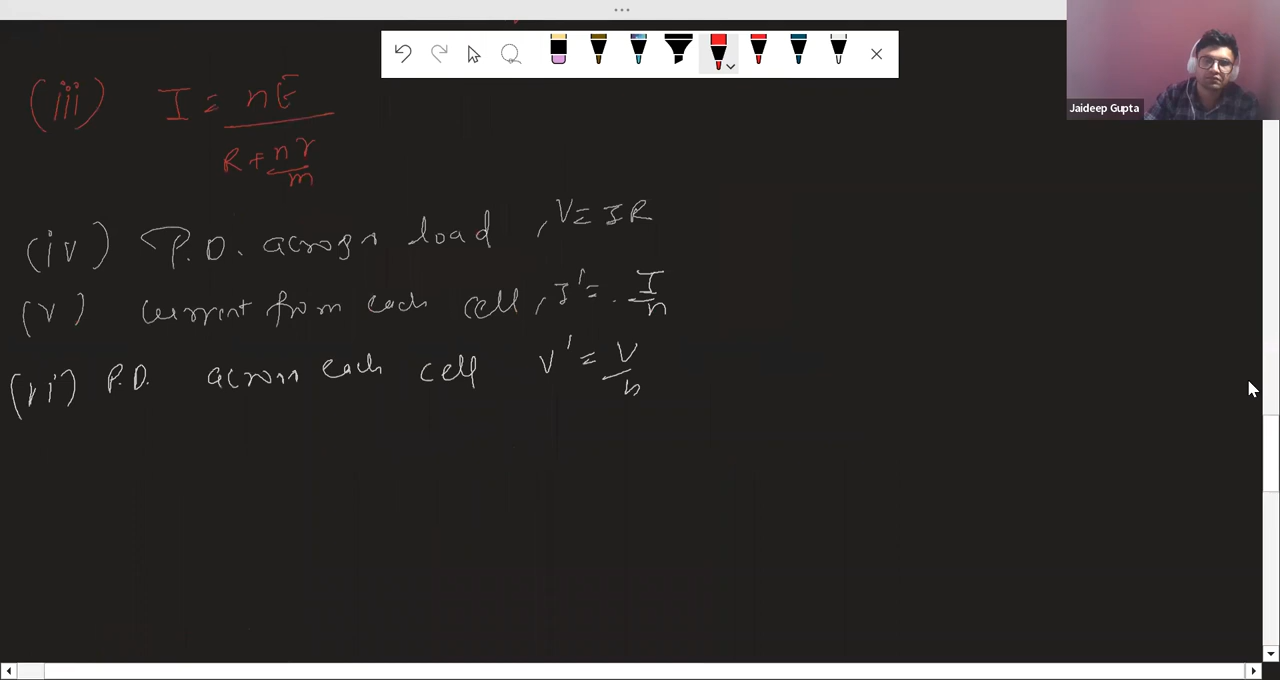 Jaideep Gupta
(iii) I = nE / (R + nr/m)
(iv) P.D. across load , V = IR
(v) current from each cell, I' = I/n
(vi) P.D. across each cell V' = V/n